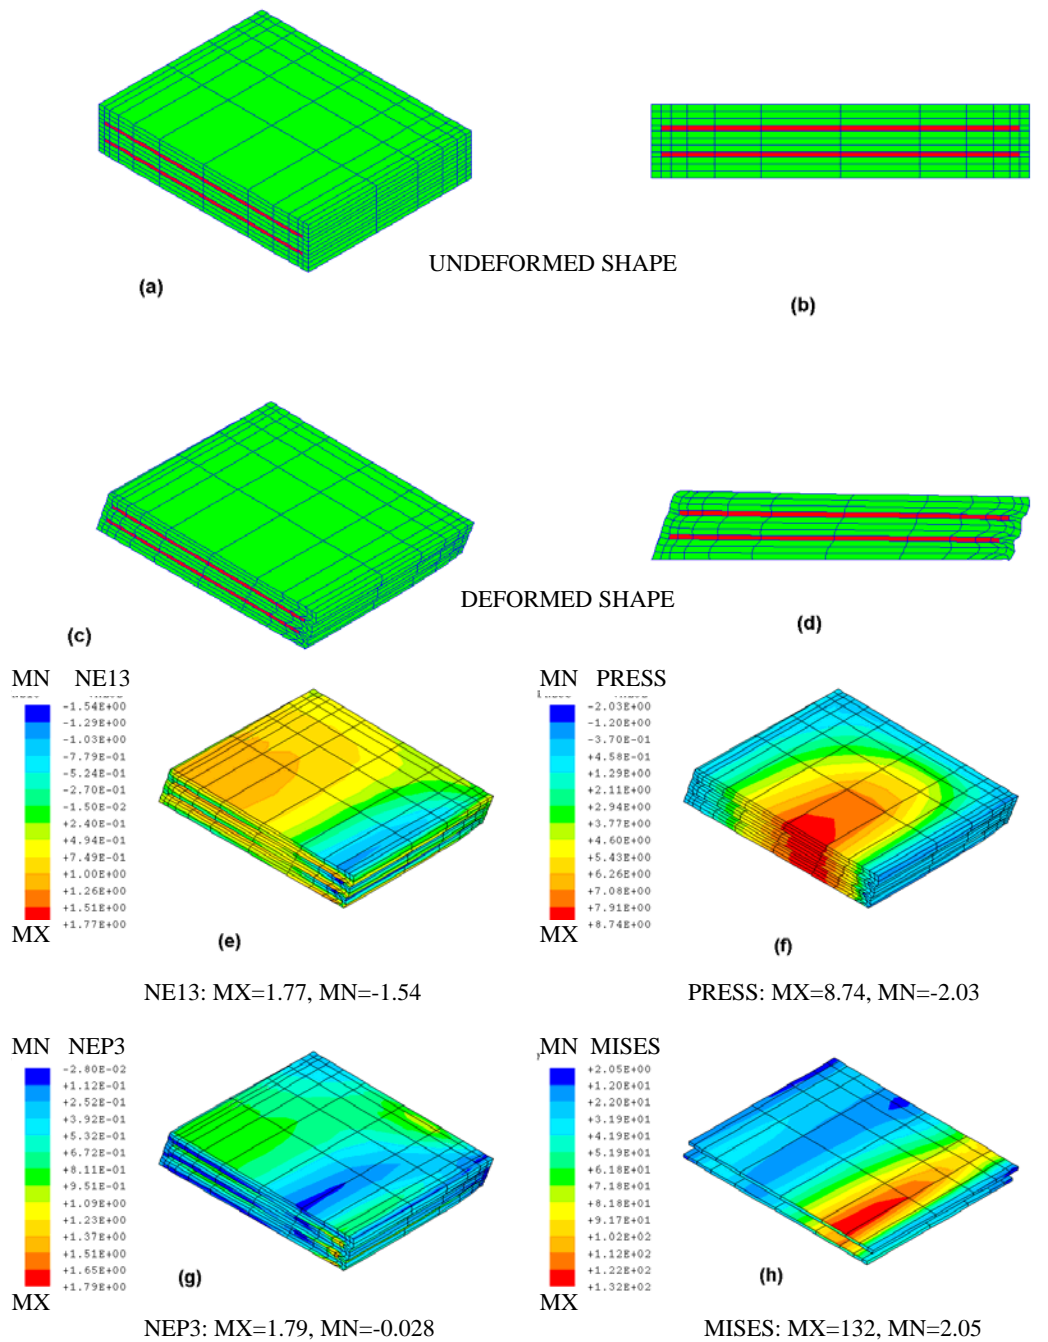 UNDEFORMED SHAPE
(a)
(b)
DEFORMED SHAPE
(c)
(d)
MN NE13
-1.54E+00
-1.29E+00
-1.03E+00
-7.79E-01
-5.24E-01
-2.70E-01
-1.50E-02
+2.40E-01
+4.94E-01
+7.49E-01
+1.00E+00
+1.26E+00
+1.51E+00
+1.77E+00
MX
(e)
NE13: MX=1.77, MN=-1.54
MN PRESS
-2.03E+00
-1.20E+00
-3.70E-01
+4.58E-01
+1.29E+00
+2.11E+00
+2.94E+00
+3.77E+00
+4.60E+00
+5.43E+00
+6.26E+00
+7.08E+00
+7.91E+00
+8.74E+00
MX
(f)
PRESS: MX=8.74, MN=-2.03
MN NEP3
-2.80E-02
+1.12E-01
+2.52E-01
+3.92E-01
+5.32E-01
+6.72E-01
+8.11E-01
+9.51E-01
+1.09E+00
+1.23E+00
+1.37E+00
+1.51E+00
+1.65E+00
+1.79E+00
MX
(g)
NEP3: MX=1.79, MN=-0.028
MN MISES
+2.05E+00
+1.20E+01
+2.20E+01
+3.19E+01
+4.19E+01
+5.19E+01
+6.18E+01
+7.18E+01
+8.18E+01
+9.17E+01
+1.02E+02
+1.12E+02
+1.22E+02
+1.32E+02
MX
(h)
MISES: MX=132, MN=2.05